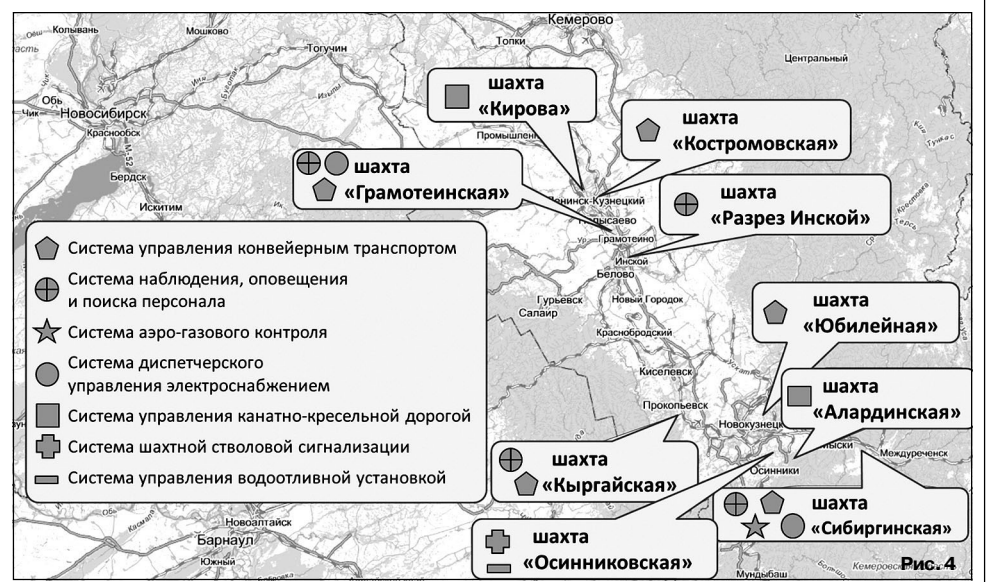 Колывань
Мошково
Кемерово
Топки
Тогучин
Центральный
Обь
Чик
Новосибирск
Краснообск
М-52
Бердск
Искитим
Изылы
шахта
«Кирова»
шахта
«Костромовская»
шахта
«Грамотеинская»
шахта
«Разрез Инской»
Грамотеино
Инской
Белово
Гурьевск
Салаир
Новый Городок
Краснобродский
Киселевск
Прокопьевск
Новокузнецк
Осинники
Междуреченск
Система управления конвейерным транспортом
Система наблюдения, оповещения
и поиска персонала
Система аэро-газового контроля
Система диспетчерского
управления электроснабжением
Система управления канатно-кресельной дорогой
Система шахтной стволовой сигнализации
Система управления водоотливной установкой
шахта
«Юбилейная»
шахта
«Алардинская»
шахта
«Кыргайская»
шахта
«Сибиргинская»
шахта
«Осинниковская»
Новоалтайск
Барнаул
Южный
Мундыбаш
Рис. 4